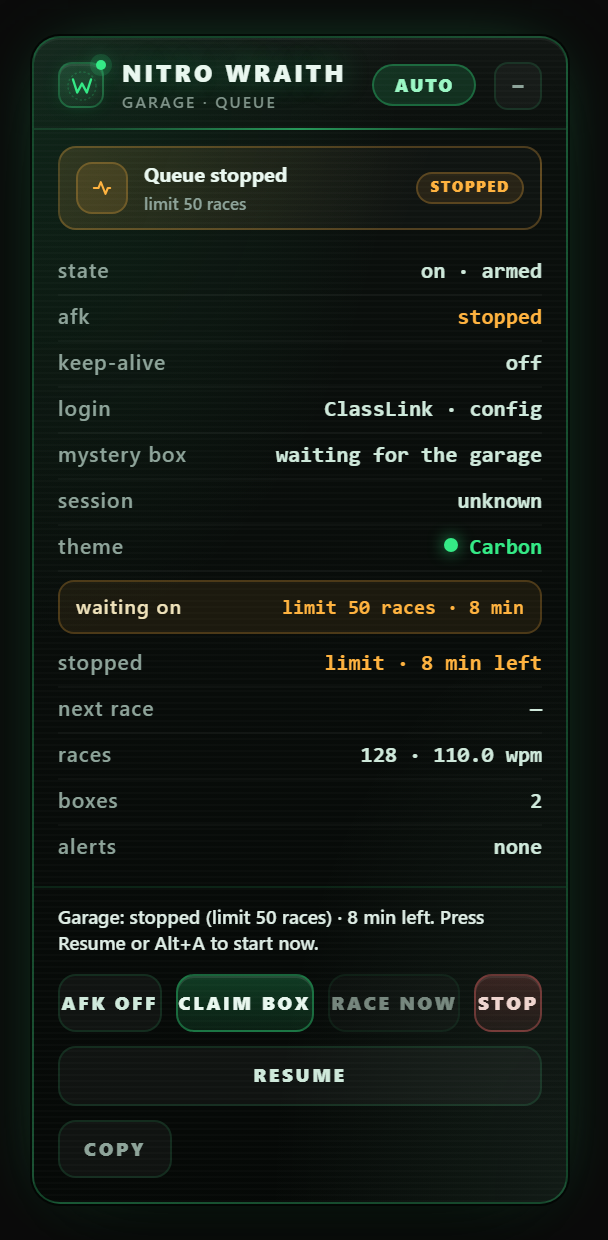 NITRO WRAITH
GARAGE · QUEUE
AUTO
–
W
Queue stopped
limit 50 races
STOPPED
state on · armed
afk stopped
keep-alive off
login ClassLink · config
mystery box waiting for the garage
session unknown
theme Carbon
waiting on limit 50 races · 8 min
stopped limit · 8 min left
next race —
races 128 · 110.0 wpm
boxes 2
alerts none
Garage: stopped (limit 50 races) · 8 min left. Press
Resume or Alt+A to start now.
AFK OFF CLAIM BOX RACE NOW STOP
RESUME
COPY